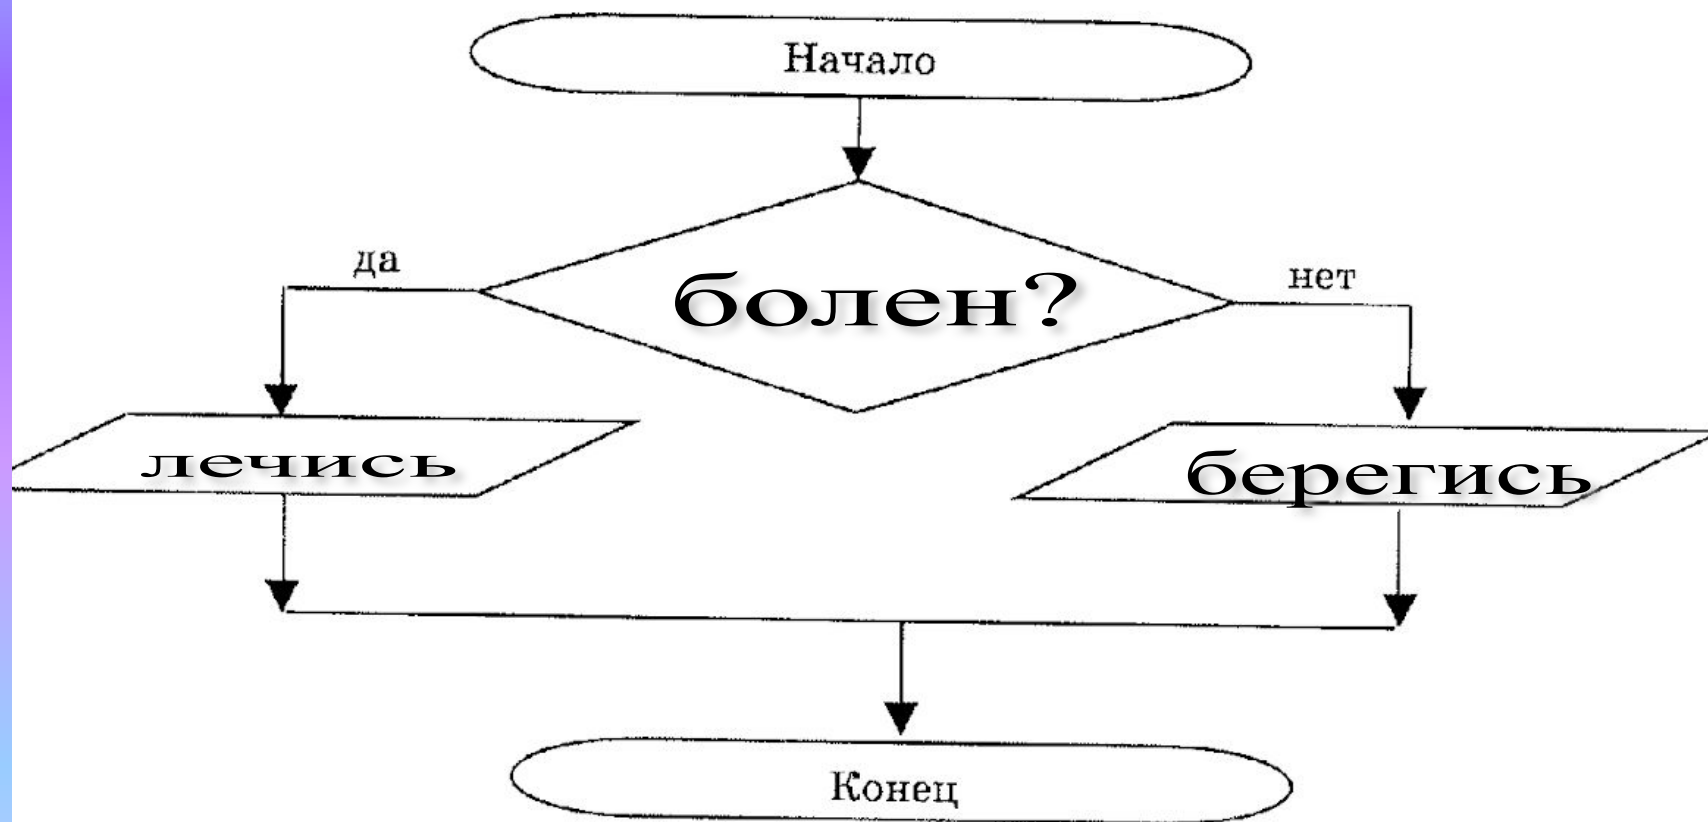 Начало
да
болен?
нет
лечись
берегись
Конец